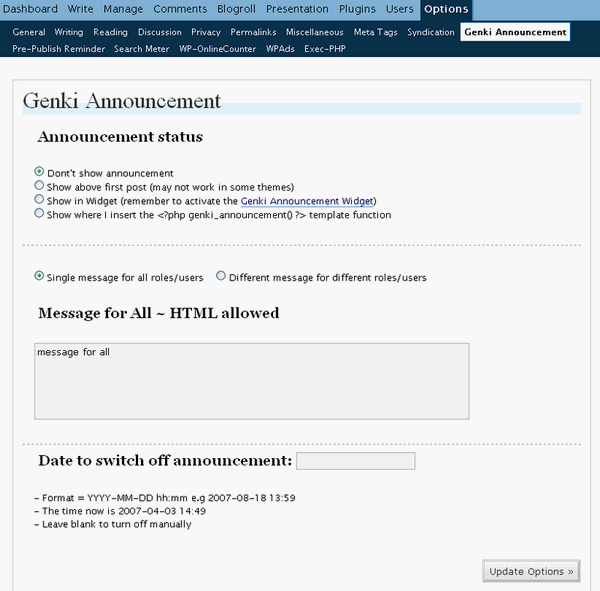 Dashboard Write Manage Comments Blogroll Presentation Plugins Users Options
General Writing Reading Discussion Privacy Permalinks Miscellaneous Meta Tags Syndication Genki Announcement
Pre-Publish Reminder Search Meter WP-OnlineCounter WPAds Exec-PHP
Genki Announcement
Announcement status
Dont't show announcement
Show above first post (may not work in some themes)
Show in Widget (remember to activate the Genki Announcement Widget)
Show where I insert the <?php genki_announcement() ?> template function
Single message for all roles/users Different message for different roles/users
Message for All ~ HTML allowed
message for all
Date to switch off announcement:
- Format = YYYY-MM-DD hh:mm e.g 2007-08-18 13:59
- The time now is 2007-04-03 14:49
- Leave blank to turn off manually
Update Options »